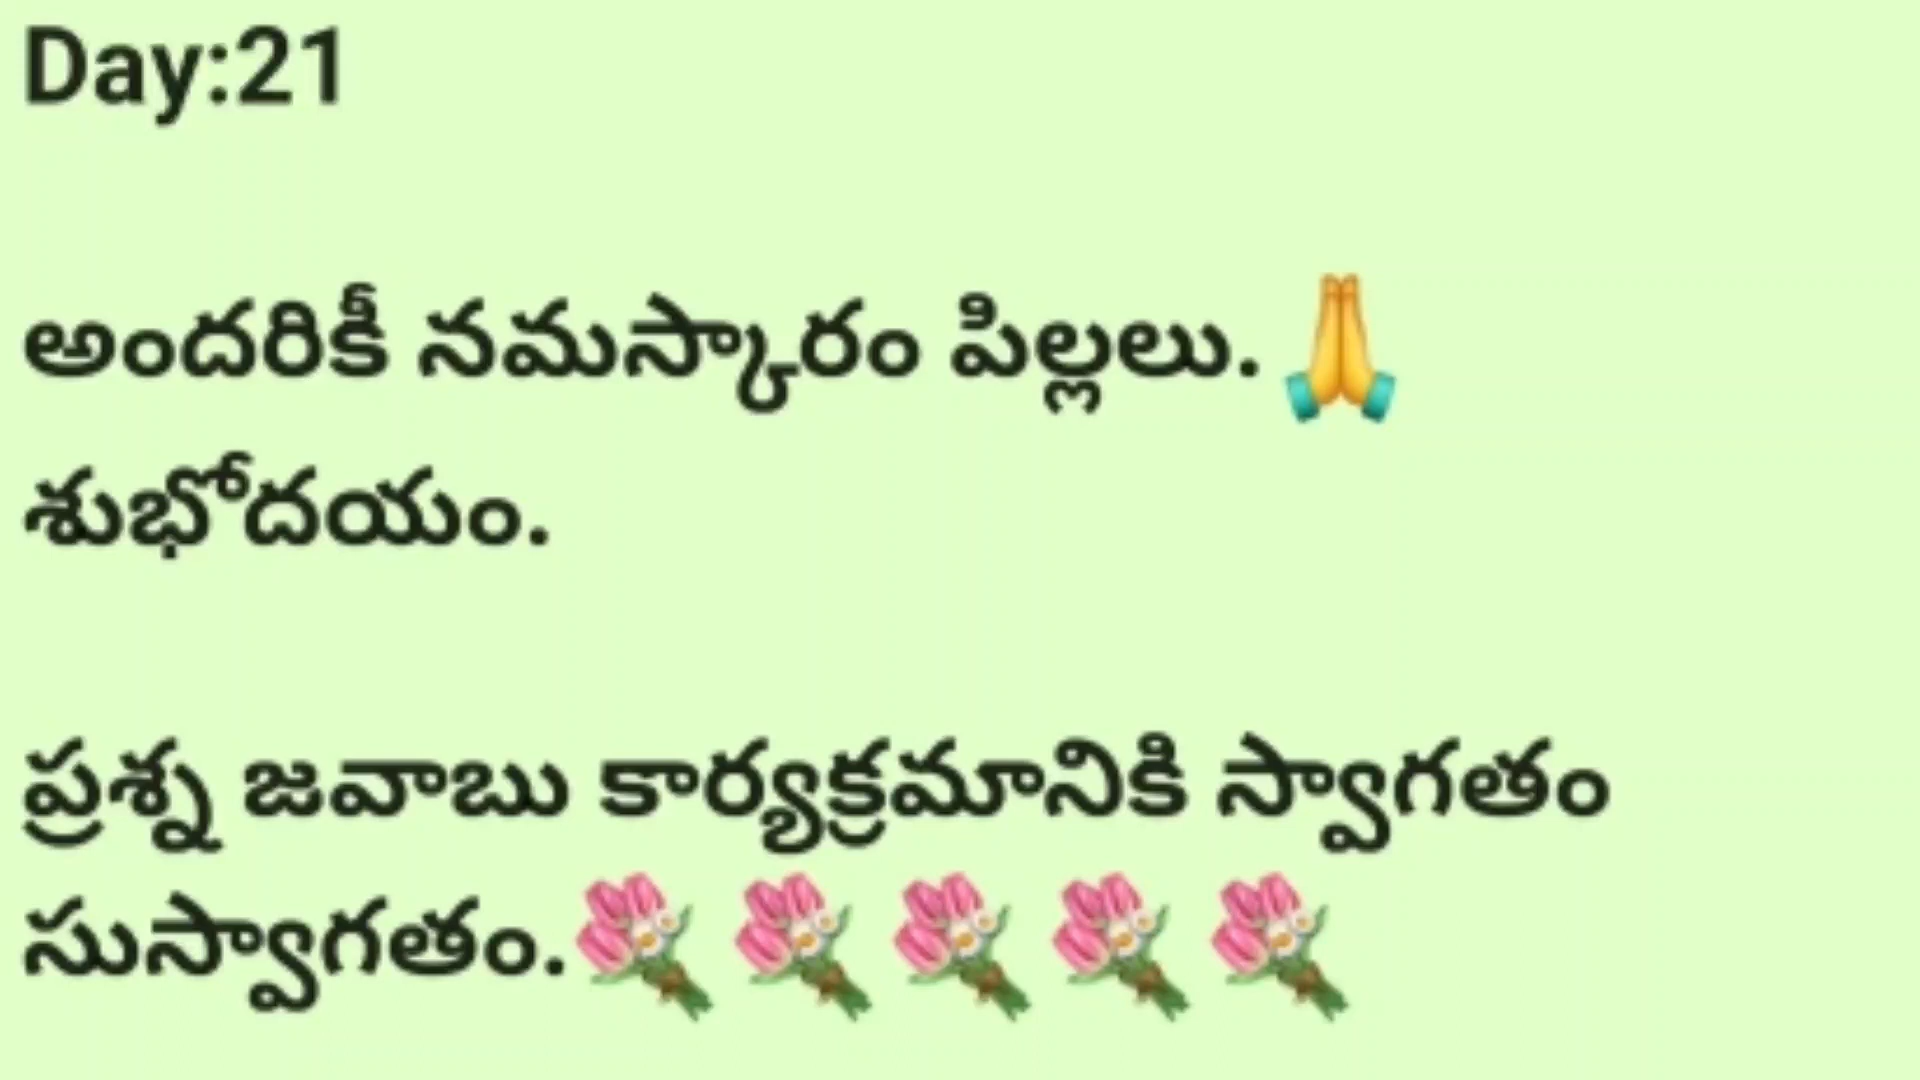 Day:21
అందరికీ నమస్కారం పిల్లలు.🙏
శుభోదయం.
ప్రశ్న జవాబు కార్యక్రమానికి స్వాగతం
సుస్వాగతం.💐💐💐💐💐